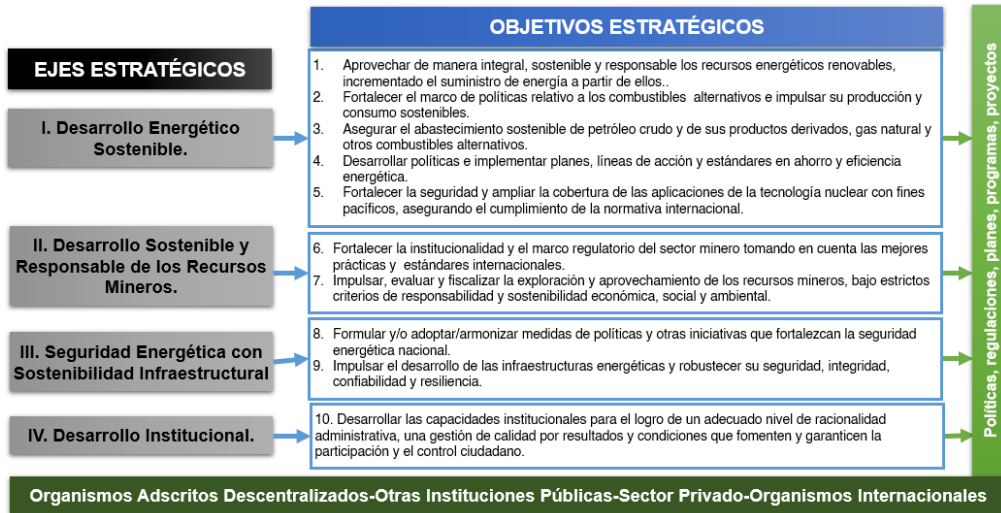 OBJETIVOS ESTRATÉGICOS
EJES ESTRATÉGICOS
I. Desarrollo Energético
Sostenible.
1. Aprovechar de manera integral, sostenible y responsable los recursos energéticos renovables,
incrementado el suministro de energía a partir de ellos..
2. Fortalecer el marco de políticas relativo a los combustibles alternativos e impulsar su producción y
consumo sostenibles.
3. Asegurar el abastecimiento sostenible de petróleo crudo y de sus productos derivados, gas natural y
otros combustibles alternativos.
4. Desarrollar políticas e implementar planes, líneas de acción y estándares en ahorro y eficiencia
energética.
5. Fortalecer la seguridad y ampliar la cobertura de las aplicaciones de la tecnología nuclear con fines
pacíficos, asegurando el cumplimiento de la normativa internacional.
II. Desarrollo Sostenible y
Responsable de los Recursos
Mineros.
6. Fortalecer la institucionalidad y el marco regulatorio del sector minero tomando en cuenta las mejores
prácticas y estándares internacionales.
7. Impulsar, evaluar y fiscalizar la exploración y aprovechamiento de los recursos mineros, bajo estrictos
criterios de responsabilidad y sostenibilidad económica, social y ambiental.
III. Seguridad Energética con
Sostenibilidad Infraestructural
8. Formular y/o adoptar/armonizar medidas de políticas y otras iniciativas que fortalezcan la seguridad
energética nacional.
9. Impulsar el desarrollo de las infraestructuras energéticas y robustecer su seguridad, integridad,
confiabilidad y resiliencia.
IV. Desarrollo Institucional.
10. Desarrollar las capacidades institucionales para el logro de un adecuado nivel de racionalidad
administrativa, una gestión de calidad por resultados y condiciones que fomenten y garanticen la
participación y el control ciudadano.
Políticas, regulaciones, planes, programas, proyectos
Organismos Adscritos Descentralizados-Otras Instituciones Públicas-Sector Privado-Organismos Internacionales